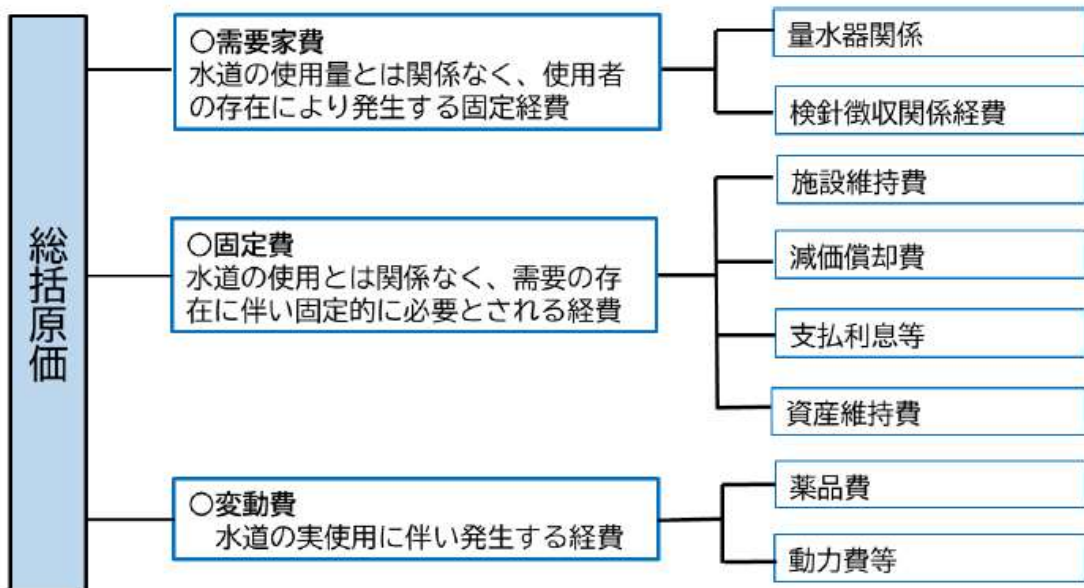 総括原価
○需要家費
水道の使用量とは関係なく、使用者
の存在により発生する固定経費
量水器関係
検針徴収関係経費
○固定費
水道の使用とは関係なく、需要の存
在に伴い固定的に必要とされる経費
施設維持費
減価償却費
支払利息等
資産維持費
○変動費
水道の実使用に伴い発生する経費
薬品費
動力費等